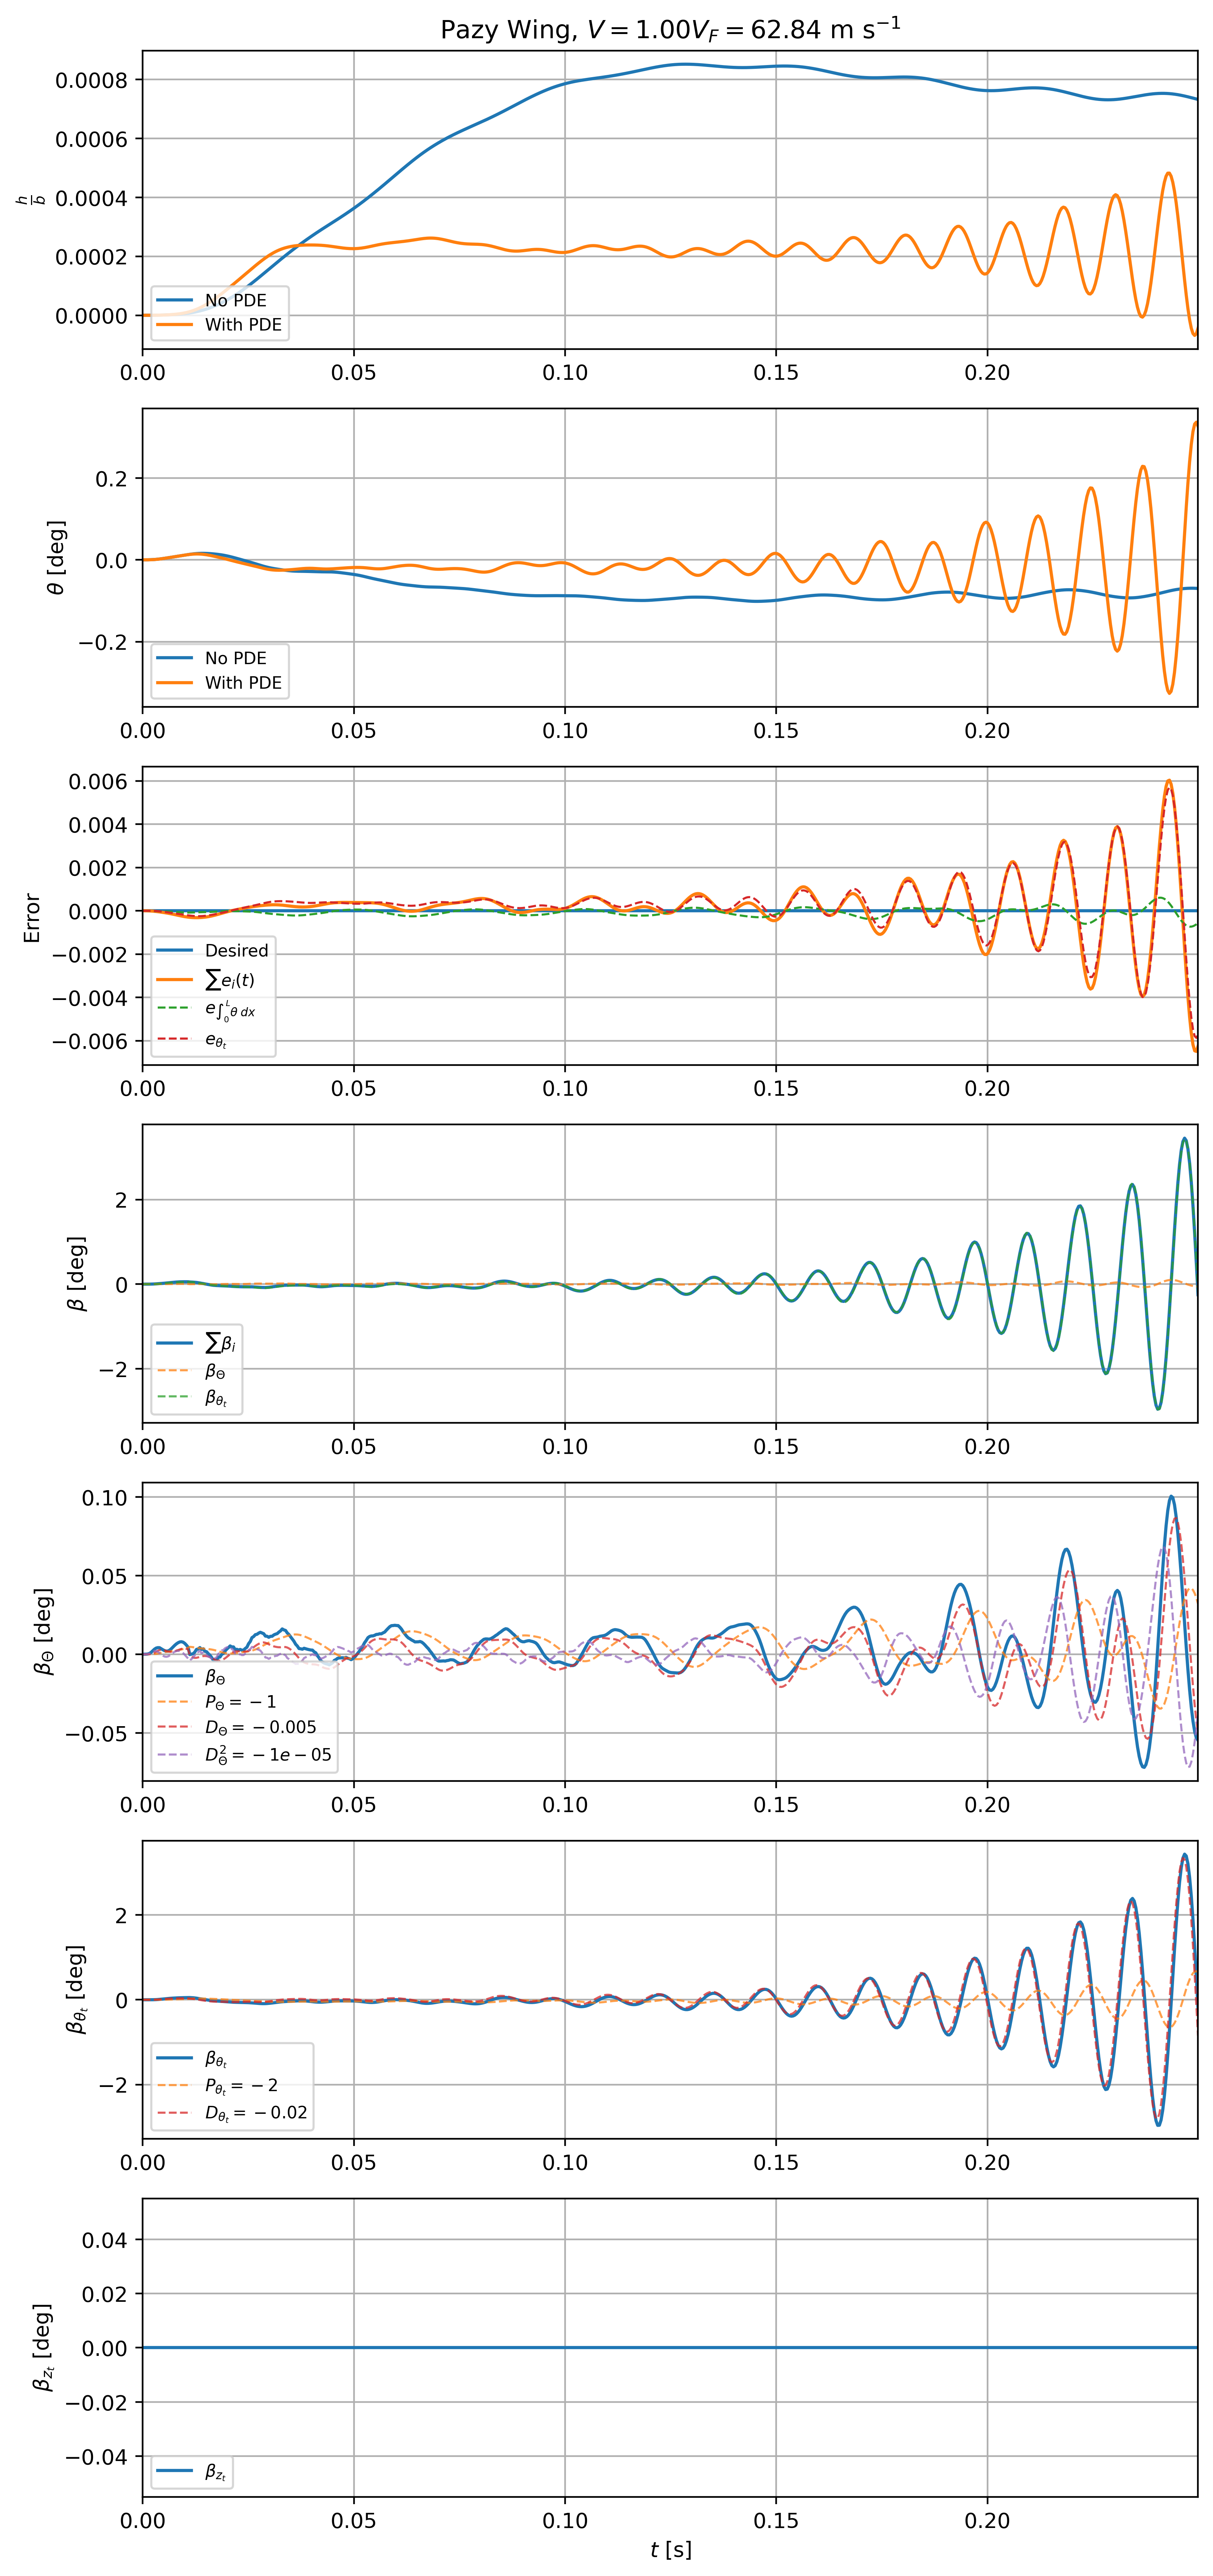 Pazy Wing, V = 1.00V_F = 62.84 m s⁻¹
0.0008
0.0006
0.0004
0.0002
0.0000
h/b
No PDE
With PDE
0.00 0.05 0.10 0.15 0.20
0.2
0.0
−0.2
θ [deg]
No PDE
With PDE
0.00 0.05 0.10 0.15 0.20
0.006
0.004
0.002
0.000
−0.002
−0.004
−0.006
Error
Desired
∑e_i(t)
e_{∫_0^L θ dx}
e_{θ_t}
0.00 0.05 0.10 0.15 0.20
2
0
−2
β [deg]
∑β_i
β_Θ
β_{θ_t}
0.00 0.05 0.10 0.15 0.20
0.10
0.05
0.00
−0.05
β_Θ [deg]
β_Θ
P_Θ = −1
D_Θ = −0.005
D_Θ^2 = −1e−05
0.00 0.05 0.10 0.15 0.20
2
0
−2
β_{θ_t} [deg]
β_{θ_t}
P_{θ_t} = −2
D_{θ_t} = −0.02
0.00 0.05 0.10 0.15 0.20
0.04
0.02
0.00
−0.02
−0.04
β_{z_t} [deg]
β_{z_t}
0.00 0.05 0.10 0.15 0.20
t [s]